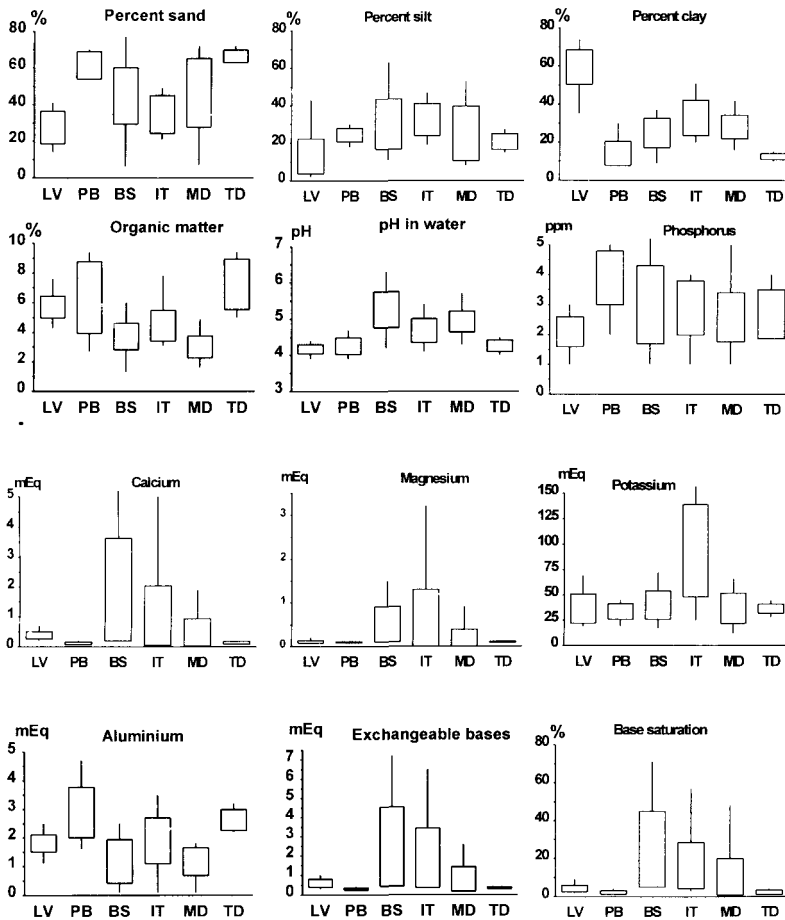 Percent sand
%
80
60
40
20
0
LV PB BS IT MD TD
Percent silt
%
80
60
40
20
0
LV PB BS IT MD TD
Percent clay
%
80
60
40
20
0
LV PB BS IT MD TD
Organic matter
%
10
8
6
4
2
0
LV PB BS IT MD TD
pH in water
pH
7
6
5
4
3
LV PB BS IT MD TD
Phosphorus
ppm
5
4
3
2
1
0
LV PB BS IT MD TD
Calcium
mEq
5
4
3
2
1
0
LV PB BS IT MD TD
Magnesium
mEq
3
2
1
0
LV PB BS IT MD TD
Potassium
mEq
150
125
100
75
50
25
0
LV PB BS IT MD TD
Aluminium
mEq
5
4
3
2
1
0
LV PB BS IT MD TD
Exchangeable bases
mEq
7
6
5
4
3
2
1
0
LV PB BS IT MD TD
Base saturation
%
80
60
40
20
0
LV PB BS IT MD TD